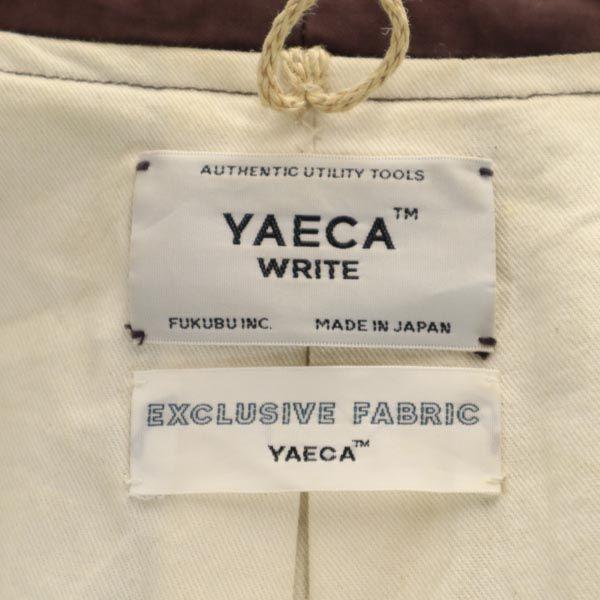 AUTHENTIC UTILITY TOOLS
YAECA™
WRITE
FUKUBU INC. MADE IN JAPAN
EXCLUSIVE FABRIC
YAECA™